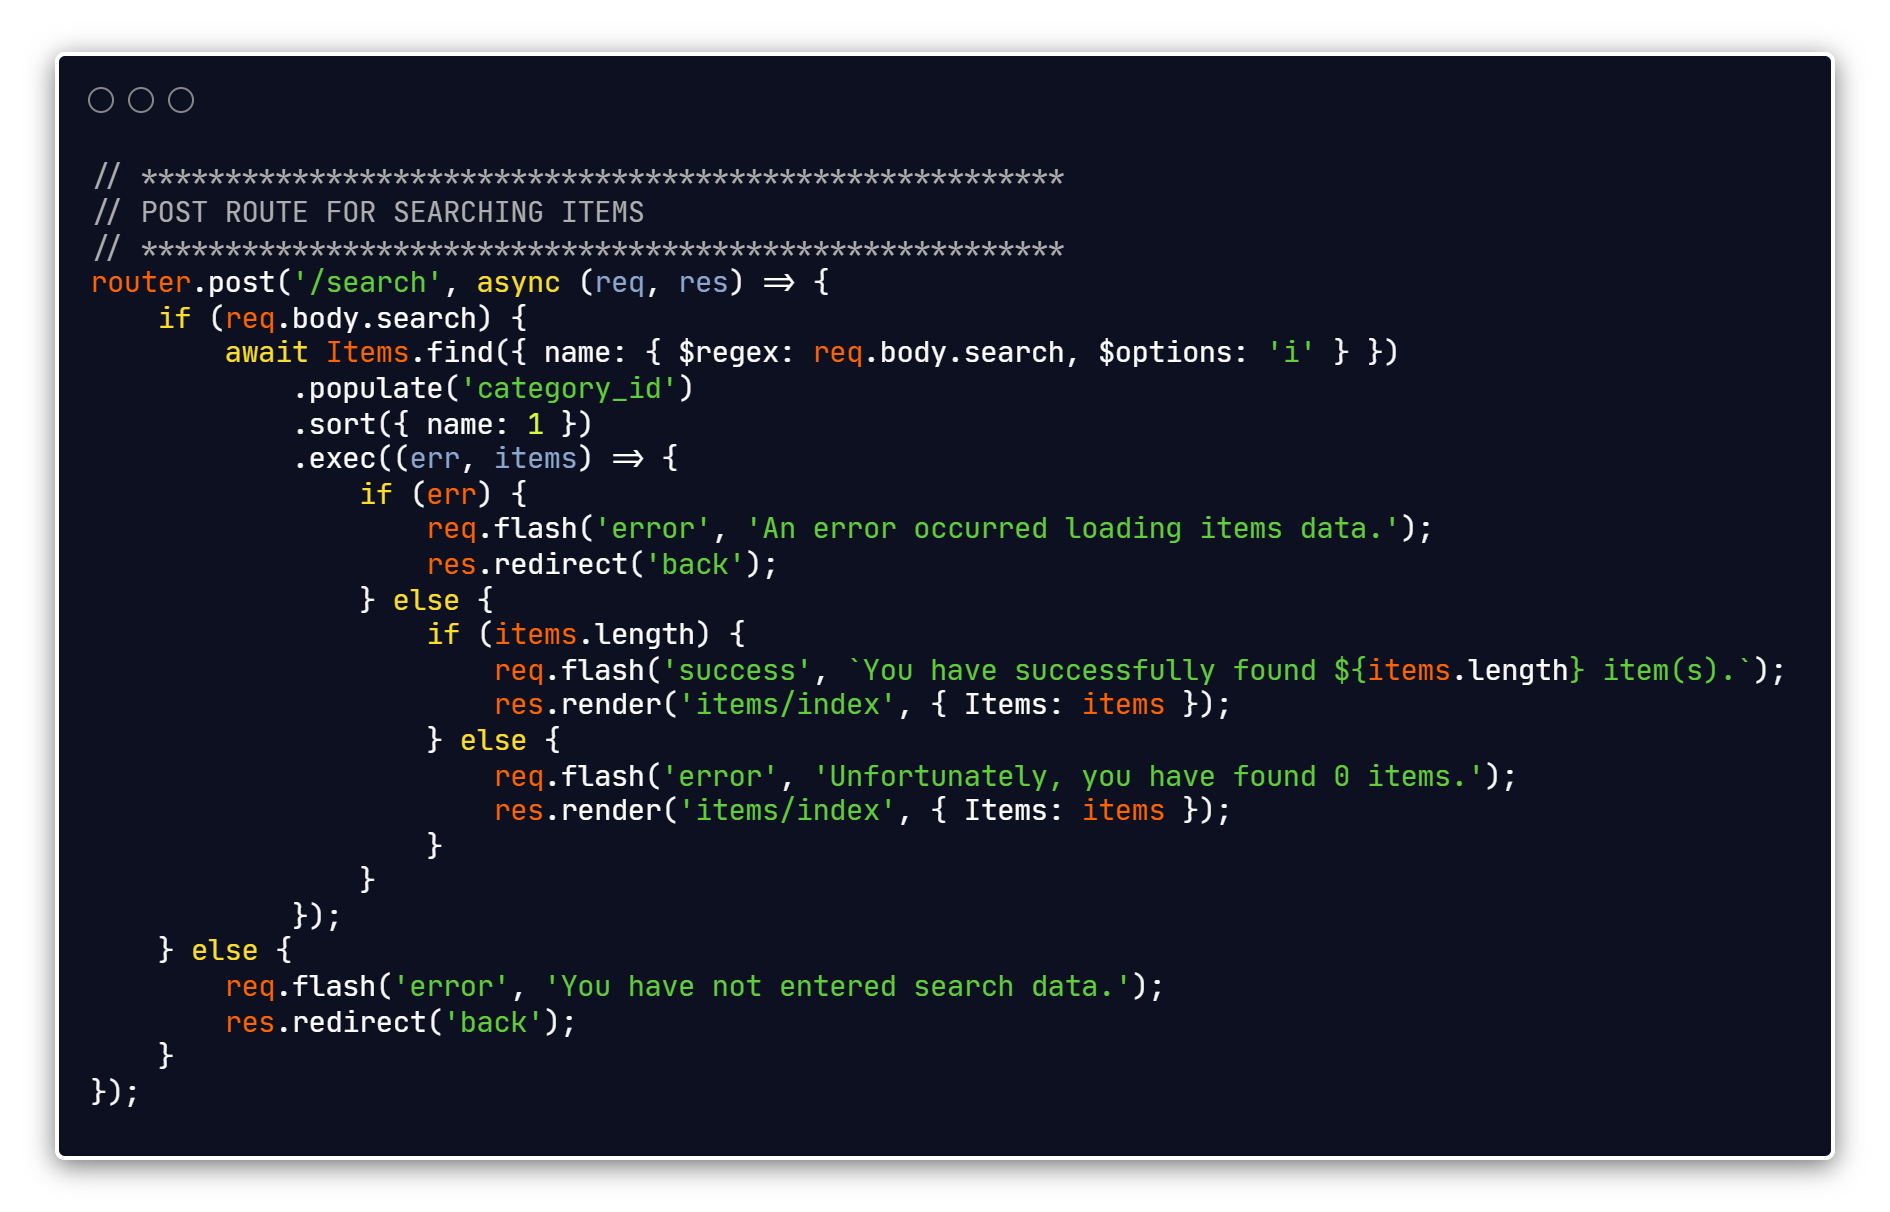 // *******************************************************
// POST ROUTE FOR SEARCHING ITEMS
// *******************************************************
router.post('/search', async (req, res) => {
    if (req.body.search) {
        await Items.find({ name: { $regex: req.body.search, $options: 'i' } })
            .populate('category_id')
            .sort({ name: 1 })
            .exec((err, items) => {
                if (err) {
                    req.flash('error', 'An error occurred loading items data.');
                    res.redirect('back');
                } else {
                    if (items.length) {
                        req.flash('success', `You have successfully found ${items.length} item(s).`);
                        res.render('items/index', { Items: items });
                    } else {
                        req.flash('error', 'Unfortunately, you have found 0 items.');
                        res.render('items/index', { Items: items });
                    }
                }
            });
    } else {
        req.flash('error', 'You have not entered search data.');
        res.redirect('back');
    }
});